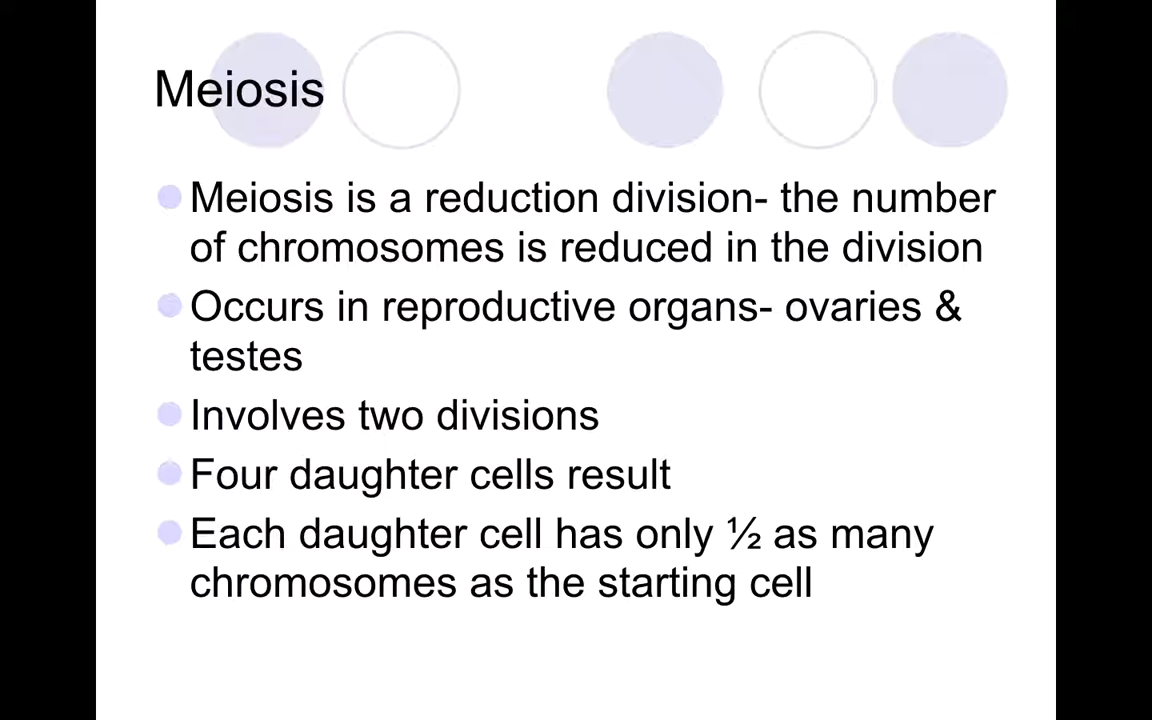 Meiosis
Meiosis is a reduction division- the number
of chromosomes is reduced in the division
Occurs in reproductive organs- ovaries &
testes
Involves two divisions
Four daughter cells result
Each daughter cell has only ½ as many
chromosomes as the starting cell